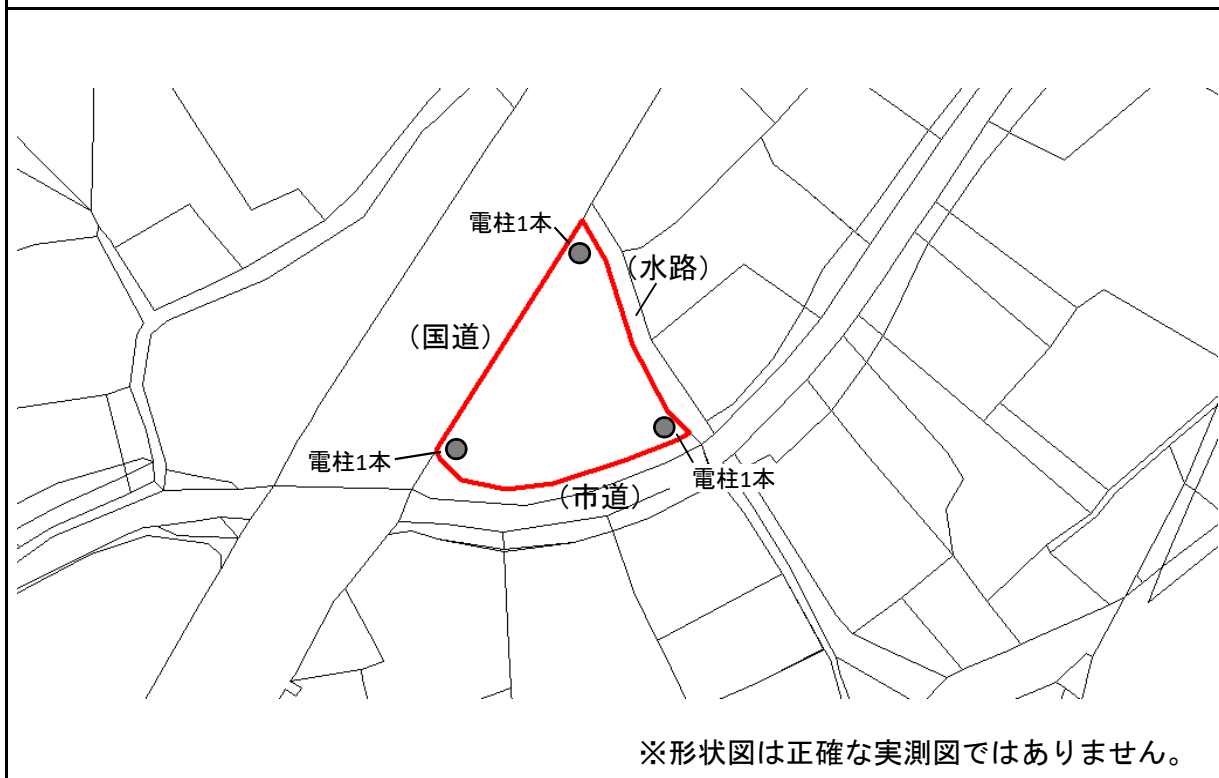 電柱1本
（水路）
（国道）
電柱1本
電柱1本
（市道）
※形状図は正確な実測図ではありません。